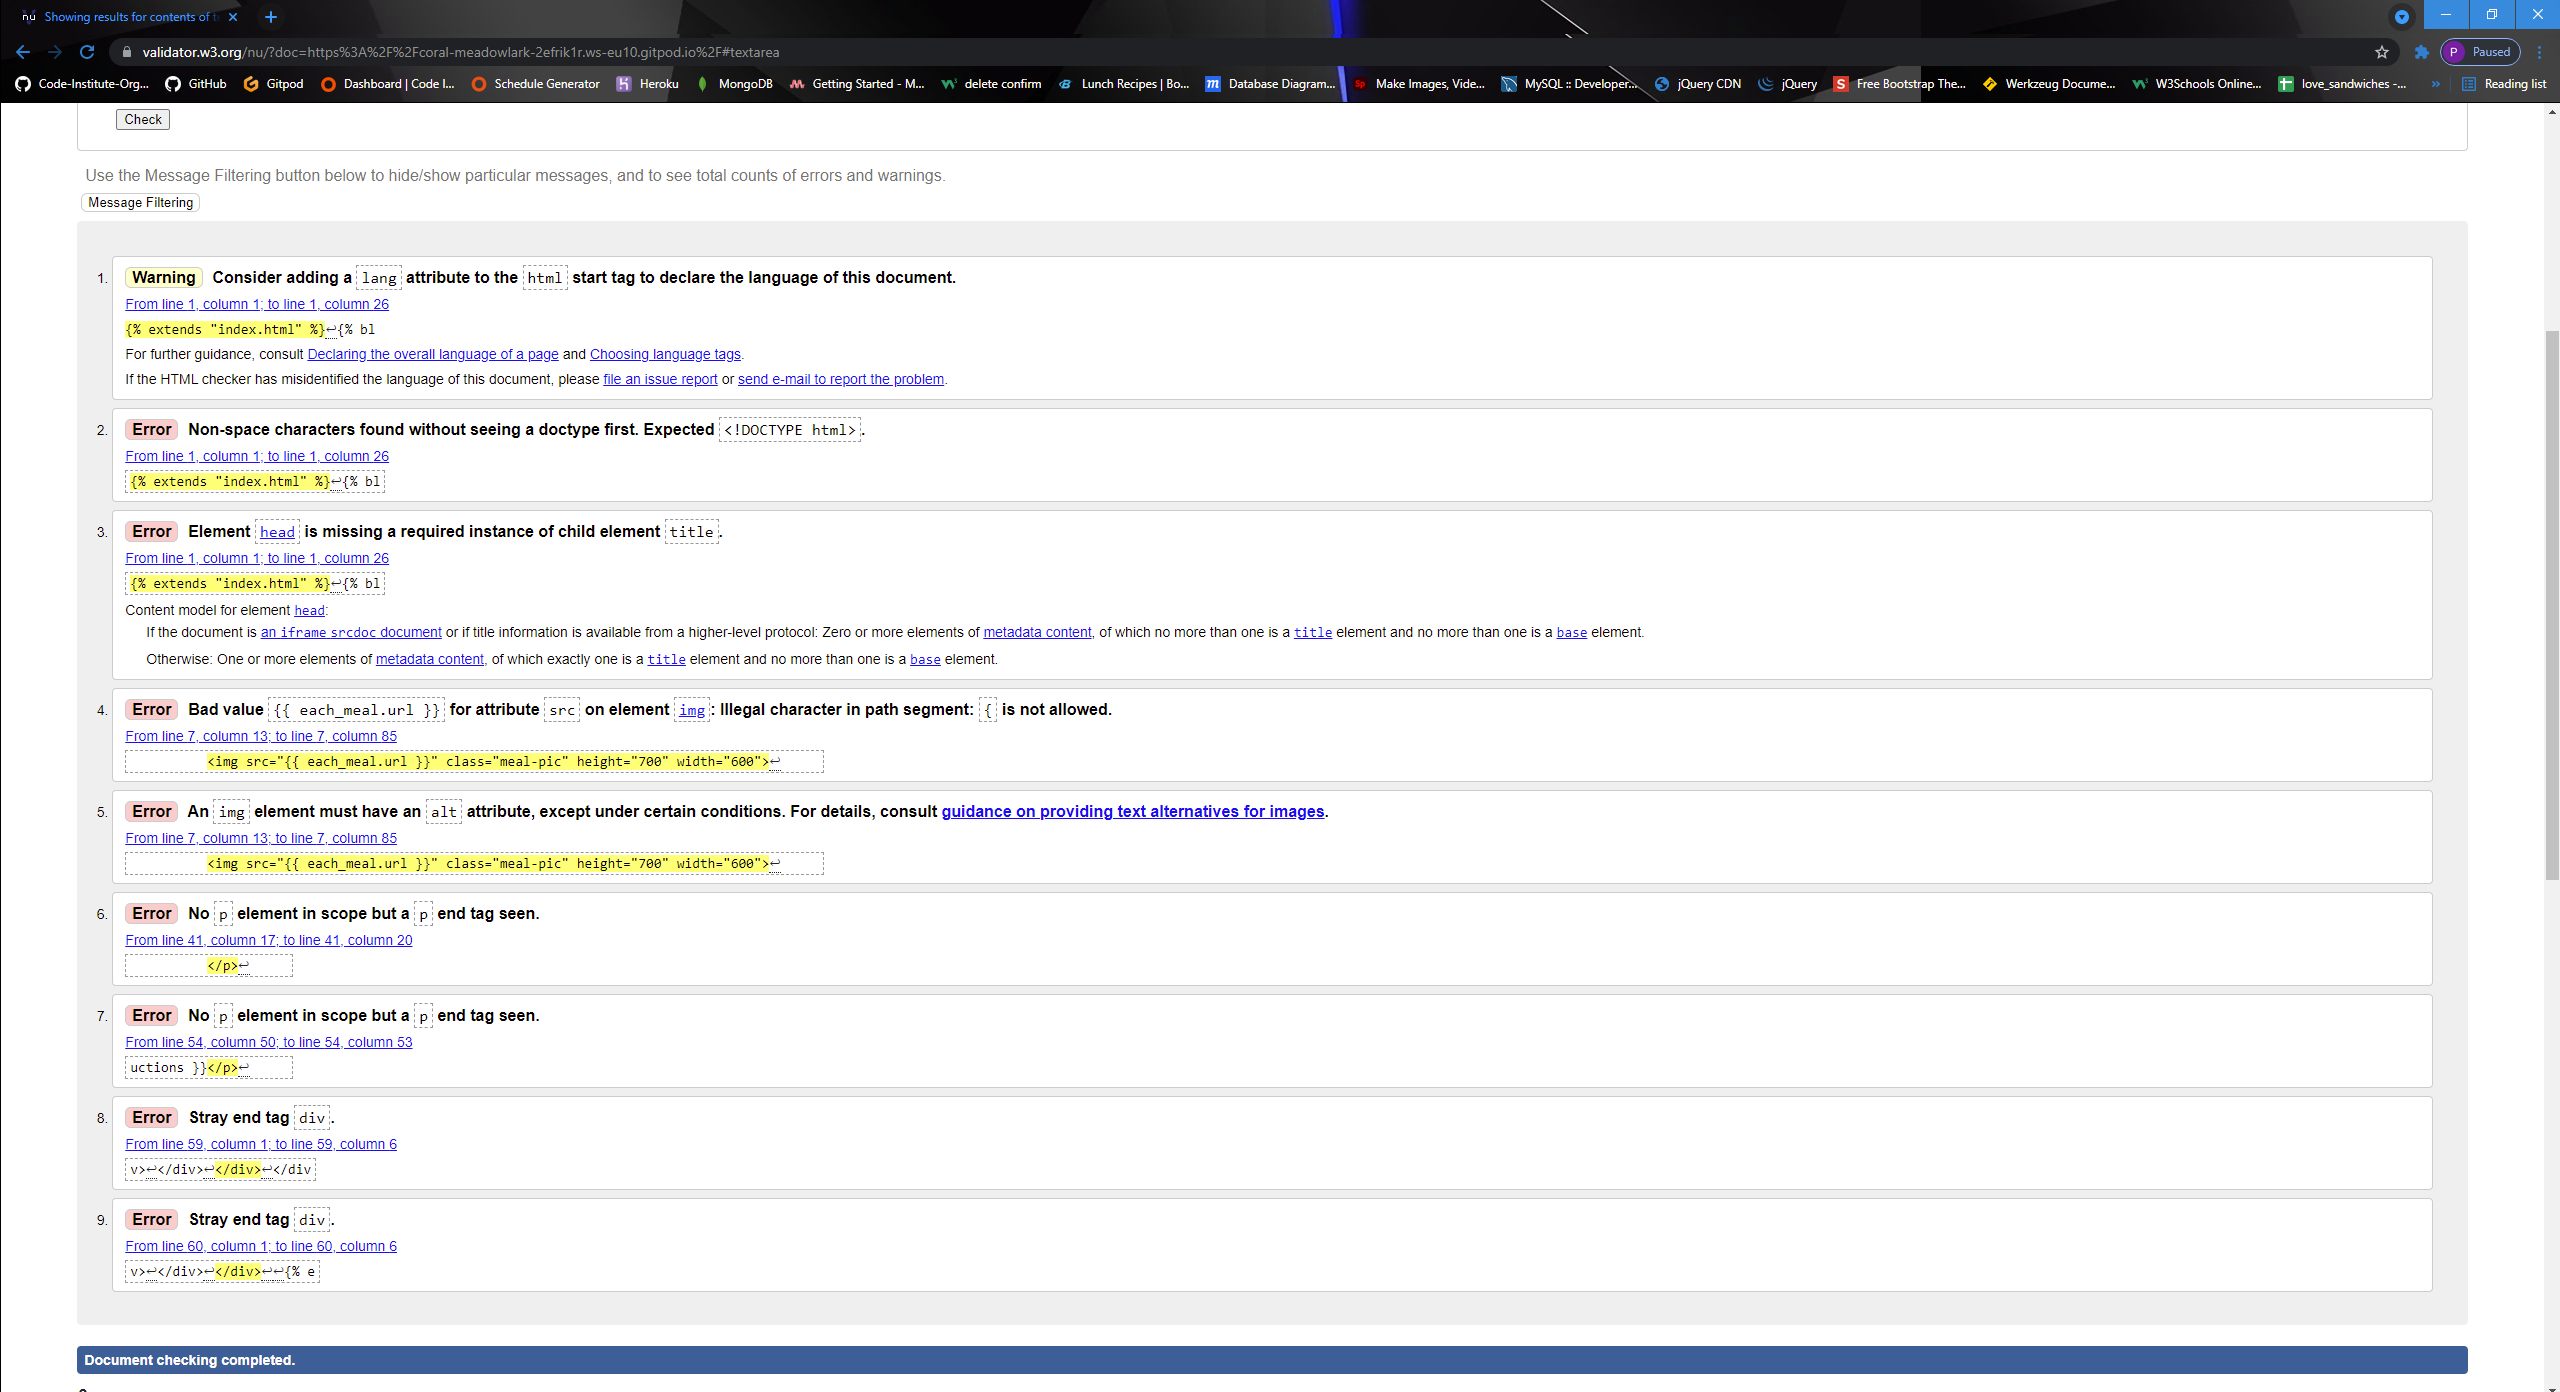 Showing results for contents of t
validator.w3.org/nu/?doc=https%3A%2F%2Fcoral-meadowlark-2efrik1r.ws-eu10.gitpod.io%2F#textarea
P Paused
Code-Institute-Org... GitHub Gitpod Dashboard | Code I... Schedule Generator Heroku MongoDB Getting Started - M... delete confirm Lunch Recipes | Bo... Database Diagram... Make Images, Vide... MySQL :: Developer... jQuery CDN jQuery Free Bootstrap The... Werkzeug Docume... W3Schools Online... love_sandwiches -... » Reading list
Check
Use the Message Filtering button below to hide/show particular messages, and to see total counts of errors and warnings.
Message Filtering
1. Warning Consider adding a lang attribute to the html start tag to declare the language of this document.
From line 1, column 1; to line 1, column 26
{% extends "index.html" %}↩{% bl
For further guidance, consult Declaring the overall language of a page and Choosing language tags.
If the HTML checker has misidentified the language of this document, please file an issue report or send e-mail to report the problem.
2. Error Non-space characters found without seeing a doctype first. Expected <!DOCTYPE html>.
From line 1, column 1; to line 1, column 26
{% extends "index.html" %}↩{% bl
3. Error Element head is missing a required instance of child element title.
From line 1, column 1; to line 1, column 26
{% extends "index.html" %}↩{% bl
Content model for element head:
If the document is an iframe srcdoc document or if title information is available from a higher-level protocol: Zero or more elements of metadata content, of which no more than one is a title element and no more than one is a base element.
Otherwise: One or more elements of metadata content, of which exactly one is a title element and no more than one is a base element.
4. Error Bad value {{ each_meal.url }} for attribute src on element img: Illegal character in path segment: { is not allowed.
From line 7, column 13; to line 7, column 85
<img src="{{ each_meal.url }}" class="meal-pic" height="700" width="600">↩
5. Error An img element must have an alt attribute, except under certain conditions. For details, consult guidance on providing text alternatives for images.
From line 7, column 13; to line 7, column 85
<img src="{{ each_meal.url }}" class="meal-pic" height="700" width="600">↩
6. Error No p element in scope but a p end tag seen.
From line 41, column 17; to line 41, column 20
</p>↩
7. Error No p element in scope but a p end tag seen.
From line 54, column 50; to line 54, column 53
uctions }}</p>↩
8. Error Stray end tag div.
From line 59, column 1; to line 59, column 6
v>↩</div>↩</div>↩</div
9. Error Stray end tag div.
From line 60, column 1; to line 60, column 6
v>↩</div>↩</div>↩↩{% e
Document checking completed.